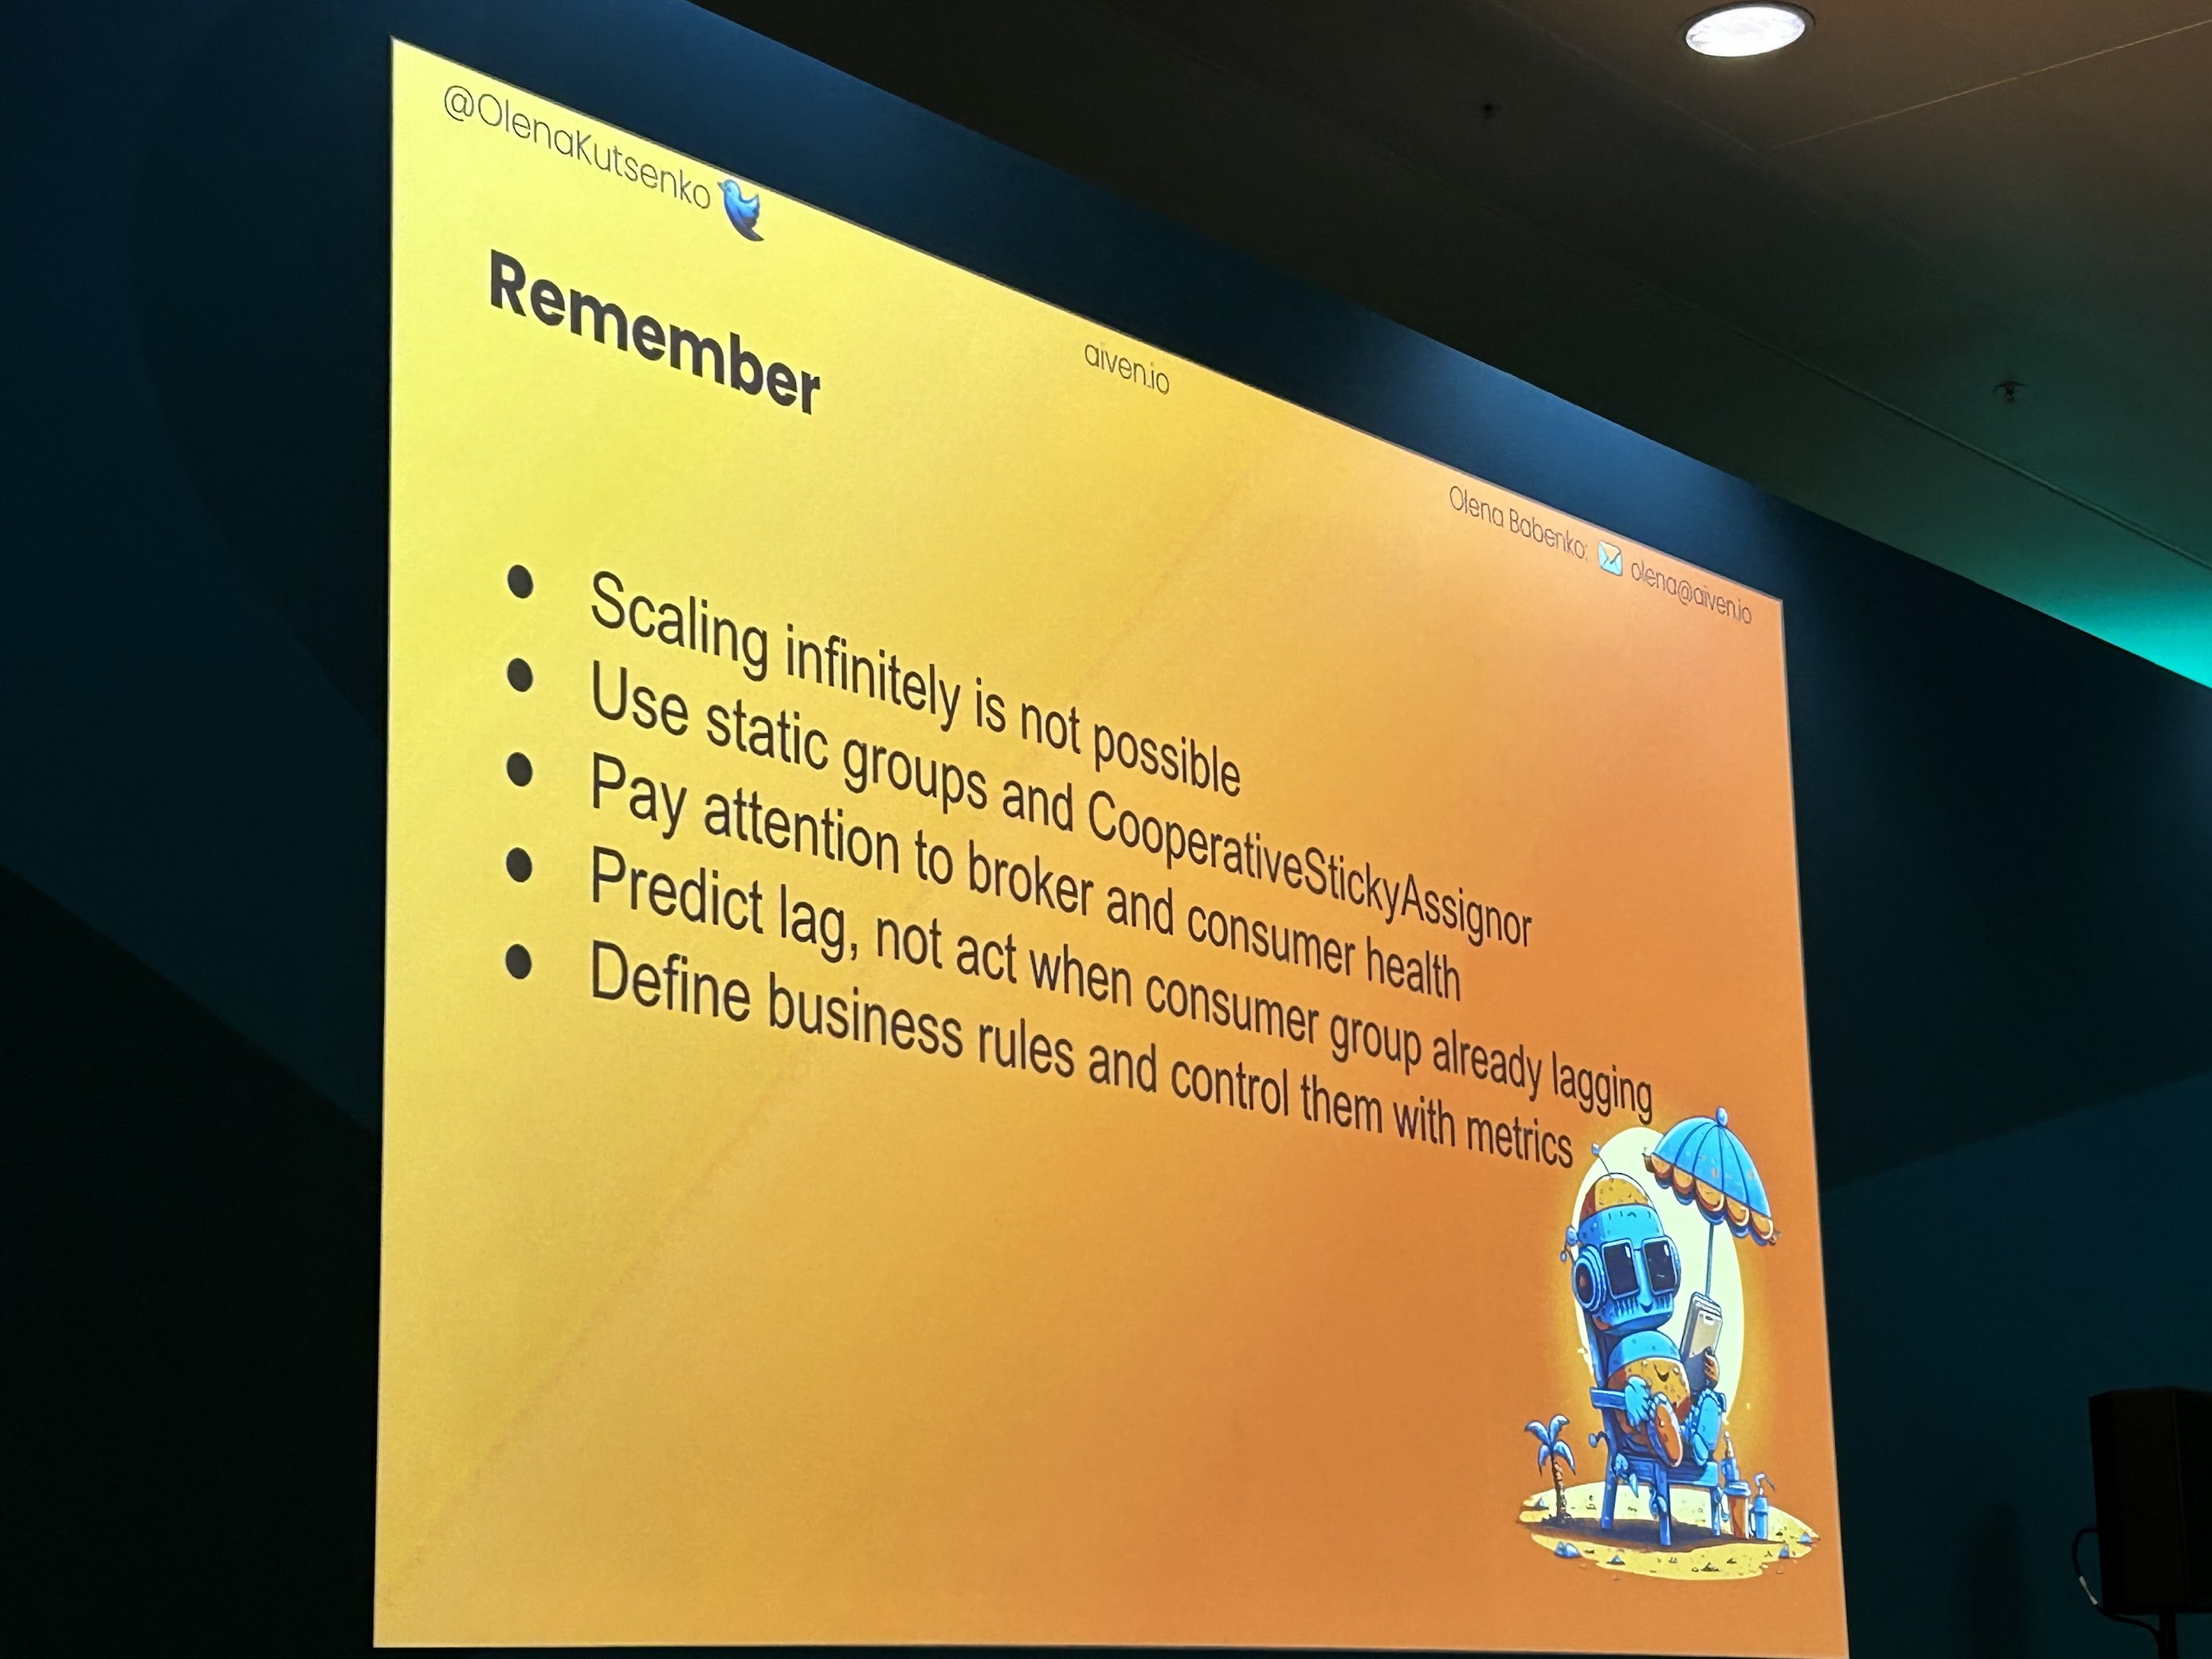 @OlenaKutsenko
aiven.io
Olena Babenko: olena@aiven.io
Remember
• Scaling infinitely is not possible
• Use static groups and CooperativeStickyAssignor
• Pay attention to broker and consumer health
• Predict lag, not act when consumer group already lagging
• Define business rules and control them with metrics